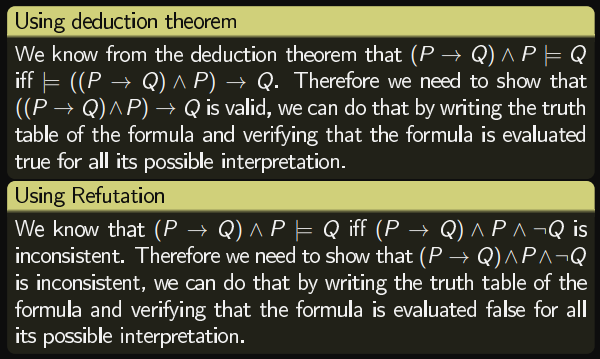 Using deduction theorem
We know from the deduction theorem that (P → Q) ∧ P ⊨ Q
iff ⊨ ((P → Q) ∧ P) → Q. Therefore we need to show that
((P → Q)∧P) → Q is valid, we can do that by writing the truth
table of the formula and verifying that the formula is evaluated
true for all its possible interpretation.
Using Refutation
We know that (P → Q) ∧ P ⊨ Q iff (P → Q) ∧ P ∧ ¬Q is
inconsistent. Therefore we need to show that (P → Q)∧P∧¬Q
is inconsistent, we can do that by writing the truth table of the
formula and verifying that the formula is evaluated false for all
its possible interpretation.